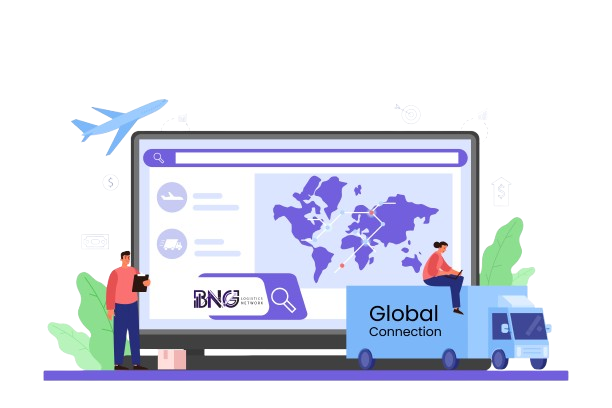 BNG
LOGISTICS
NETWORK
Global
Connection
$
$